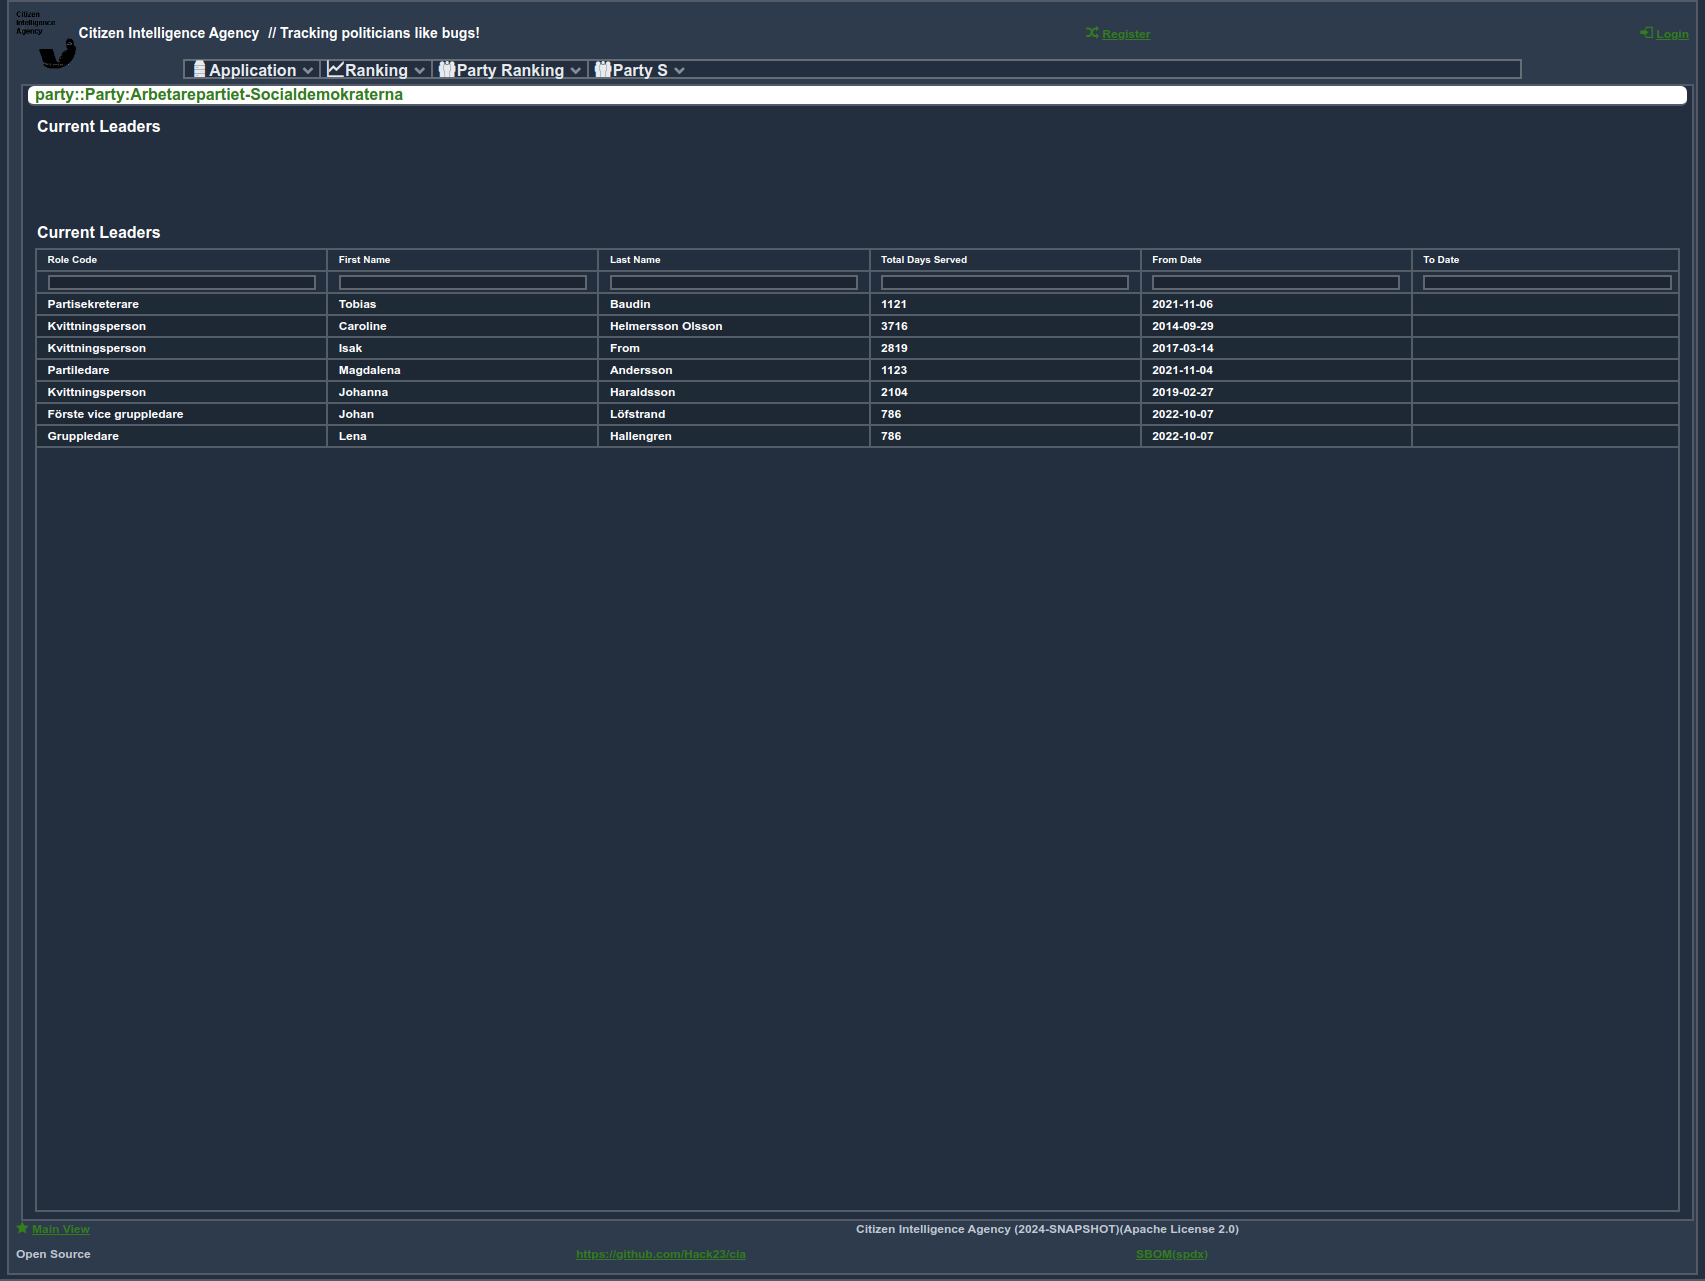 Citizen
Intelligence
Agency
Citizen Intelligence Agency // Tracking politicians like bugs!
Register
Login
Application
Ranking
Party Ranking
Party S
party::Party:Arbetarepartiet-Socialdemokraterna
Current Leaders
Current Leaders
Role Code First Name Last Name Total Days Served From Date To Date
Partisekreterare Tobias Baudin 1121 2021-11-06
Kvittningsperson Caroline Helmersson Olsson 3716 2014-09-29
Kvittningsperson Isak From 2819 2017-03-14
Partiledare Magdalena Andersson 1123 2021-11-04
Kvittningsperson Johanna Haraldsson 2104 2019-02-27
Förste vice gruppledare Johan Löfstrand 786 2022-10-07
Gruppledare Lena Hallengren 786 2022-10-07
Main View
Citizen Intelligence Agency (2024-SNAPSHOT)(Apache License 2.0)
Open Source
https://github.com/Hack23/cia
SBOM(spdx)